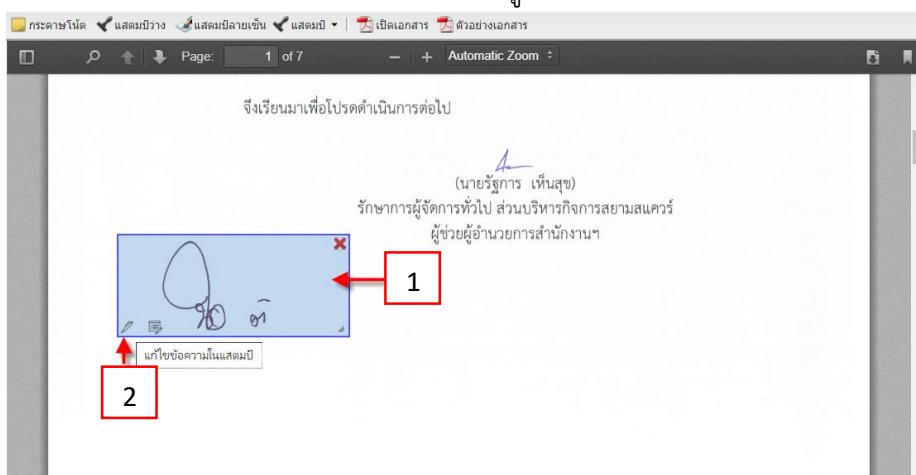 กระดาษโน้ต แสตมป์ว่าง แสตมป์ลายเซ็น แสตมป์ เปิดเอกสาร ตัวอย่างเอกสาร
Page: 1 of 7 Automatic Zoom
จึงเรียนมาเพื่อโปรดดำเนินการต่อไป
(นายรัฐการ เห็นสุข)
รักษาการผู้จัดการทั่วไป ส่วนบริหารกิจการสยามสแควร์
ผู้ช่วยผู้อำนวยการสำนักงานฯ
1
แก้ไขข้อความในแสตมป์
2